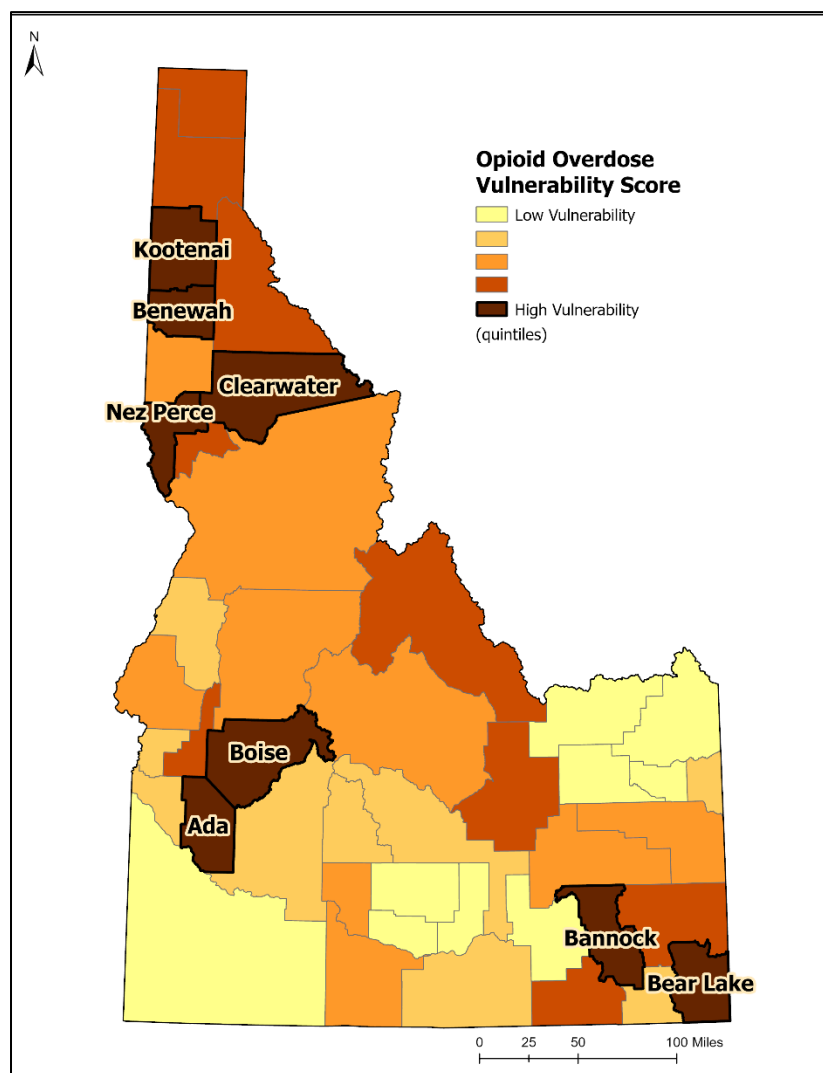 N
Opioid Overdose
Vulnerability Score
Low Vulnerability
High Vulnerability
(quintiles)
Kootenai
Benewah
Clearwater
Nez Perce
Boise
Ada
Bannock
Bear Lake
0 25 50 100 Miles